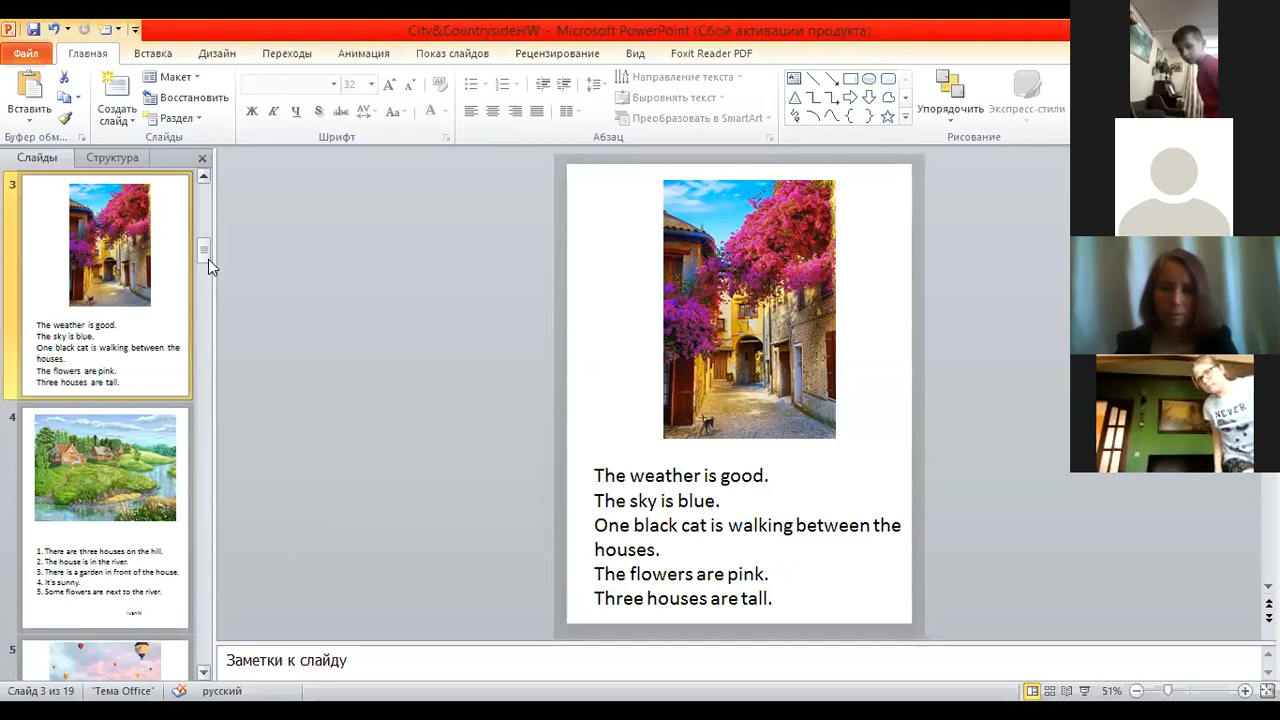 City&CountrysideHW - Microsoft PowerPoint (Сбой активации продукта)
Файл Главная Вставка Дизайн Переходы Анимация Показ слайдов Рецензирование Вид Foxit Reader PDF
Вставить
Создать слайд
Макет
Восстановить
Раздел
32
Ж К Ч S abc AV Aa A
Направление текста
Выровнять текст
Преобразовать в SmartArt
Упорядочить
Экспресс-стили
Буфер обм... Слайды Шрифт Абзац Рисование
Слайды Структура
3
The weather is good.
The sky is blue.
One black cat is walking between the
houses.
The flowers are pink.
Three houses are tall.
4
1. There are three houses on the hill.
2. The house is in the river.
3. There is a garden in front of the house.
4. It's sunny.
5. Some flowers are next to the river.
Ivan N
5
The weather is good.
The sky is blue.
One black cat is walking between the
houses.
The flowers are pink.
Three houses are tall.
NEVER
Заметки к слайду
Слайд 3 из 19 "Тема Office" русский 51%